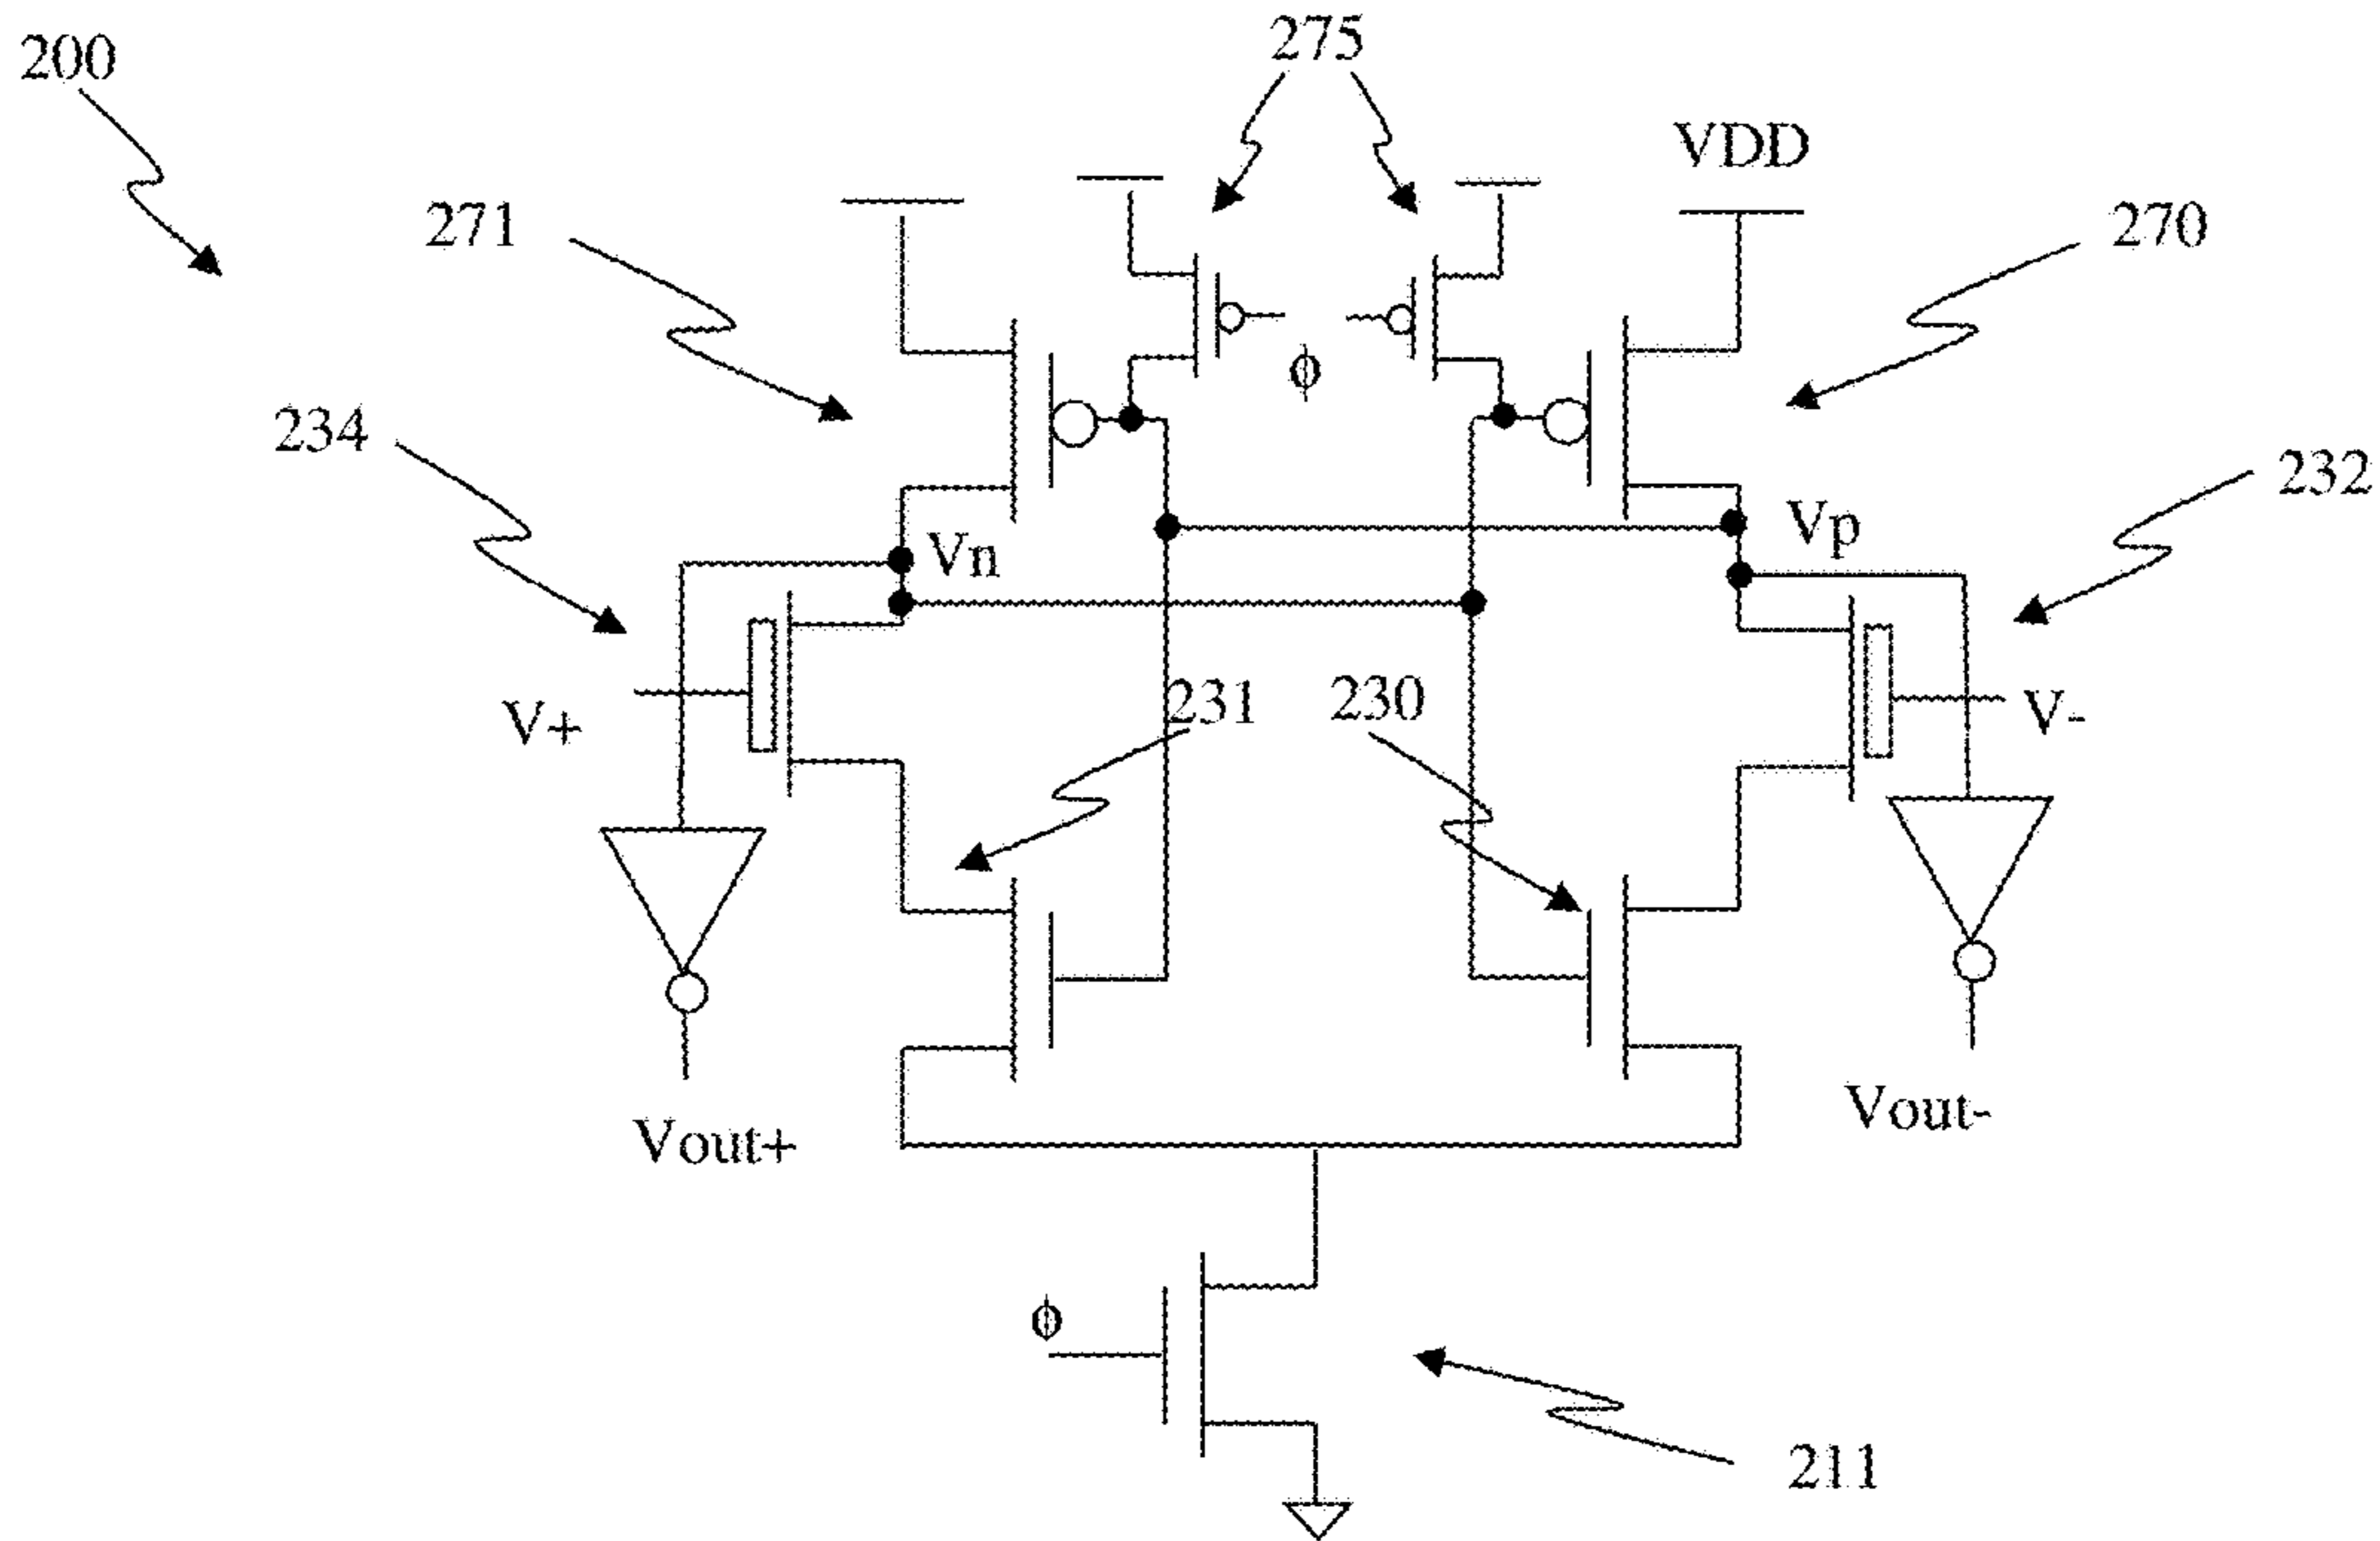 200
275
VDD
271
270
ϕ
234
232
Vn
Vp
V+
231
230
V-
Vout+
Vout-
ϕ
211